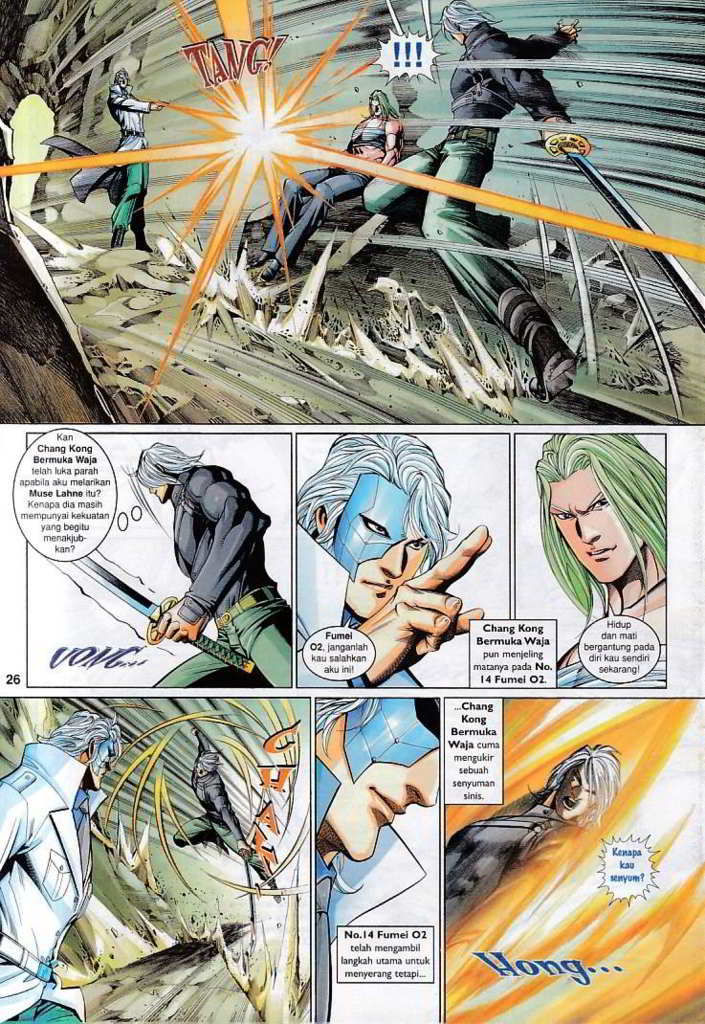 TANG!
!!!
Kan
Chang Kong
Bermuka Waja
telah luka parah
apabila aku melarikan
Muse Lahne itu?
Kenapa dia masih
mempunyai kekuatan
yang begitu
menakjub-
kan?
VONG...
Fumei
O2, janganlah
kau salahkan
aku ini!
Chang Kong
Bermuka Waja
pun menjeling
matanya pada No.
14 Fumei O2.
Hidup
dan mati
bergantung pada
diri kau sendiri
sekarang!
26
CHAK
No.14 Fumei O2
telah mengambil
langkah utama untuk
menyerang tetapi...
...Chang
Kong
Bermuka
Waja cuma
mengukir
sebuah
senyuman
sinis.
Kenapa
kau
senyum?
Hong...